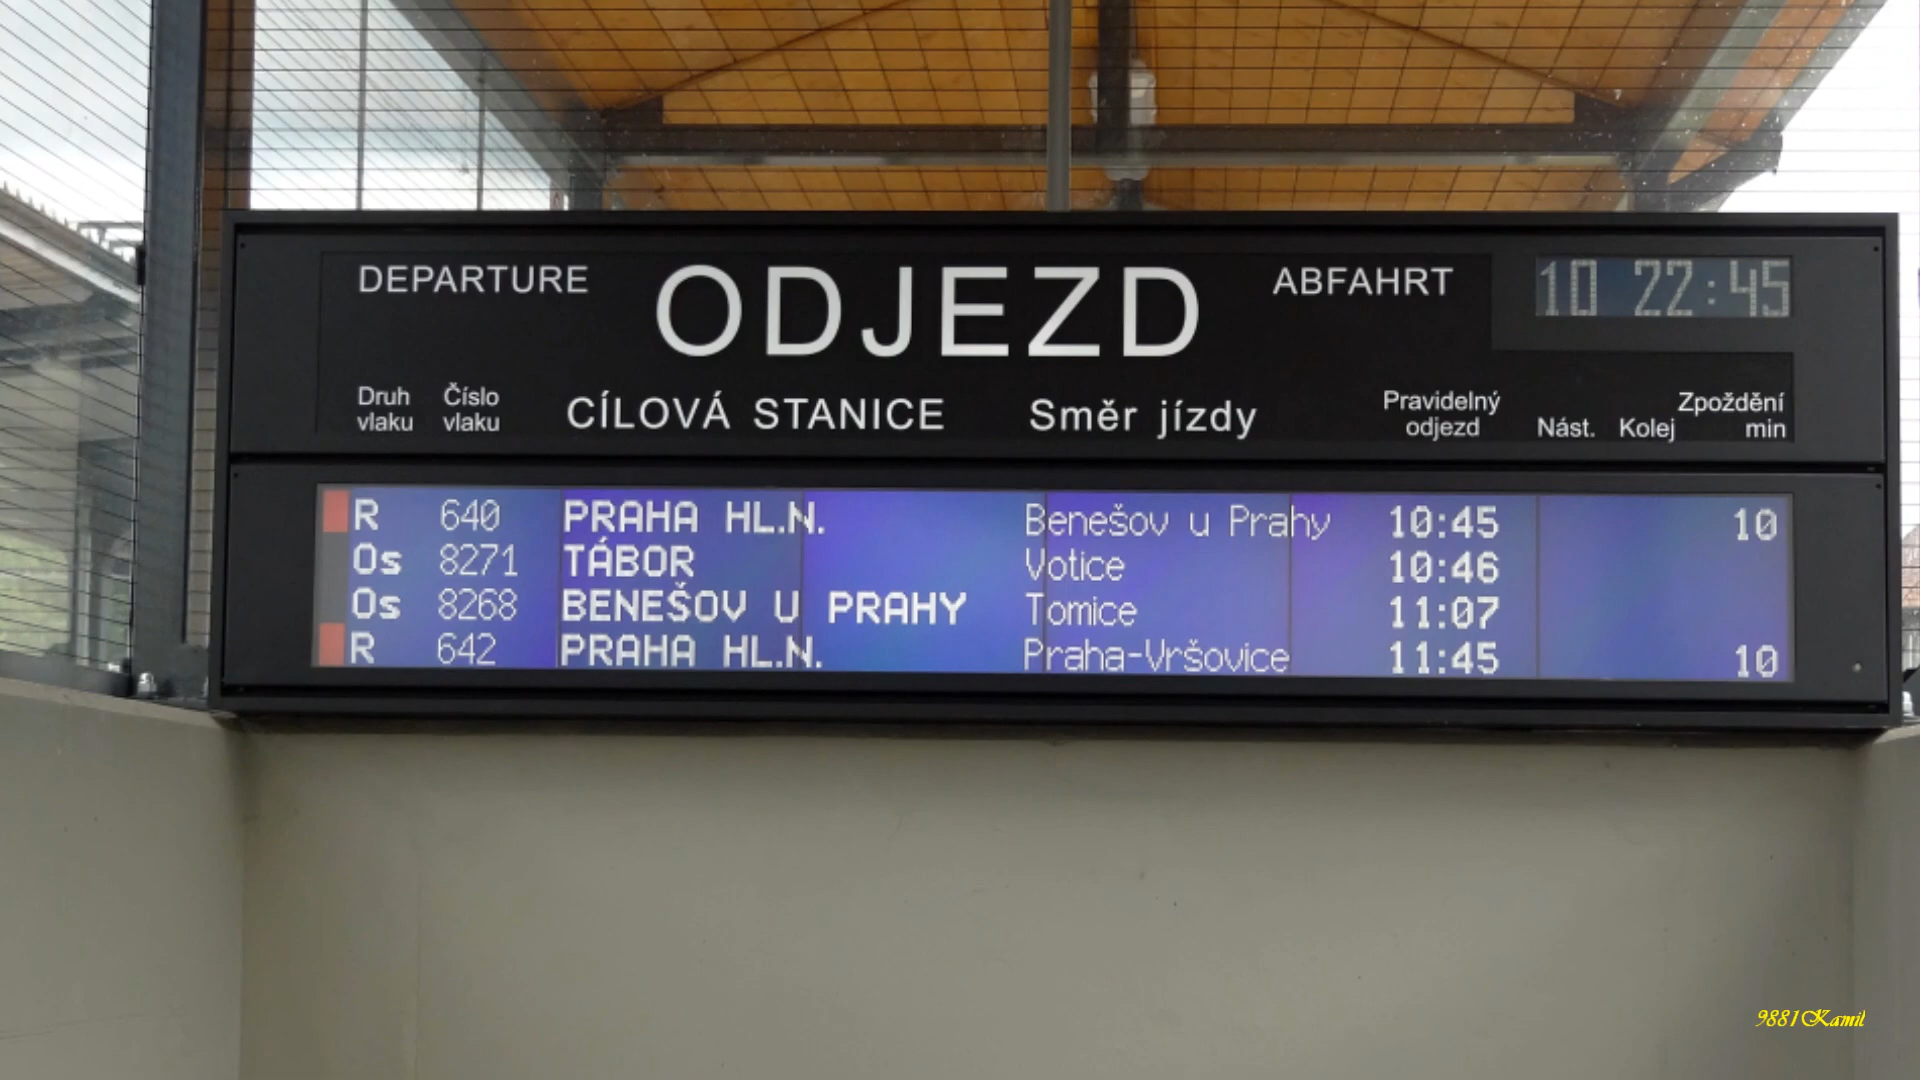 DEPARTURE ODJEZD ABFAHRT 10 22:45
Druh vlaku Číslo vlaku CÍLOVÁ STANICE Směr jízdy Pravidelný odjezd Nást. Kolej Zpoždění min
R 640 PRAHA HL.N. Benešov u Prahy 10:45 10
Os 8271 TÁBOR Votice 10:46
Os 8268 BENEŠOV U PRAHY Tomice 11:07
R 642 PRAHA HL.N. Praha-Vršovice 11:45 10
9881Kamil